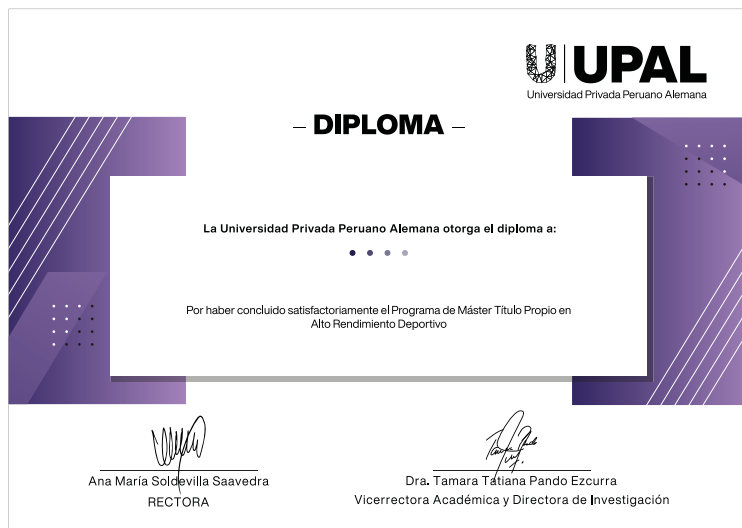 UPAL
Universidad Privada Peruano Alemana
– DIPLOMA –
La Universidad Privada Peruano Alemana otorga el diploma a:
Por haber concluido satisfactoriamente el Programa de Máster Título Propio en
Alto Rendimiento Deportivo
Ana María Soldevilla Saavedra
RECTORA
Dra. Tamara Tatiana Pando Ezcurra
Vicerrectora Académica y Directora de Investigación